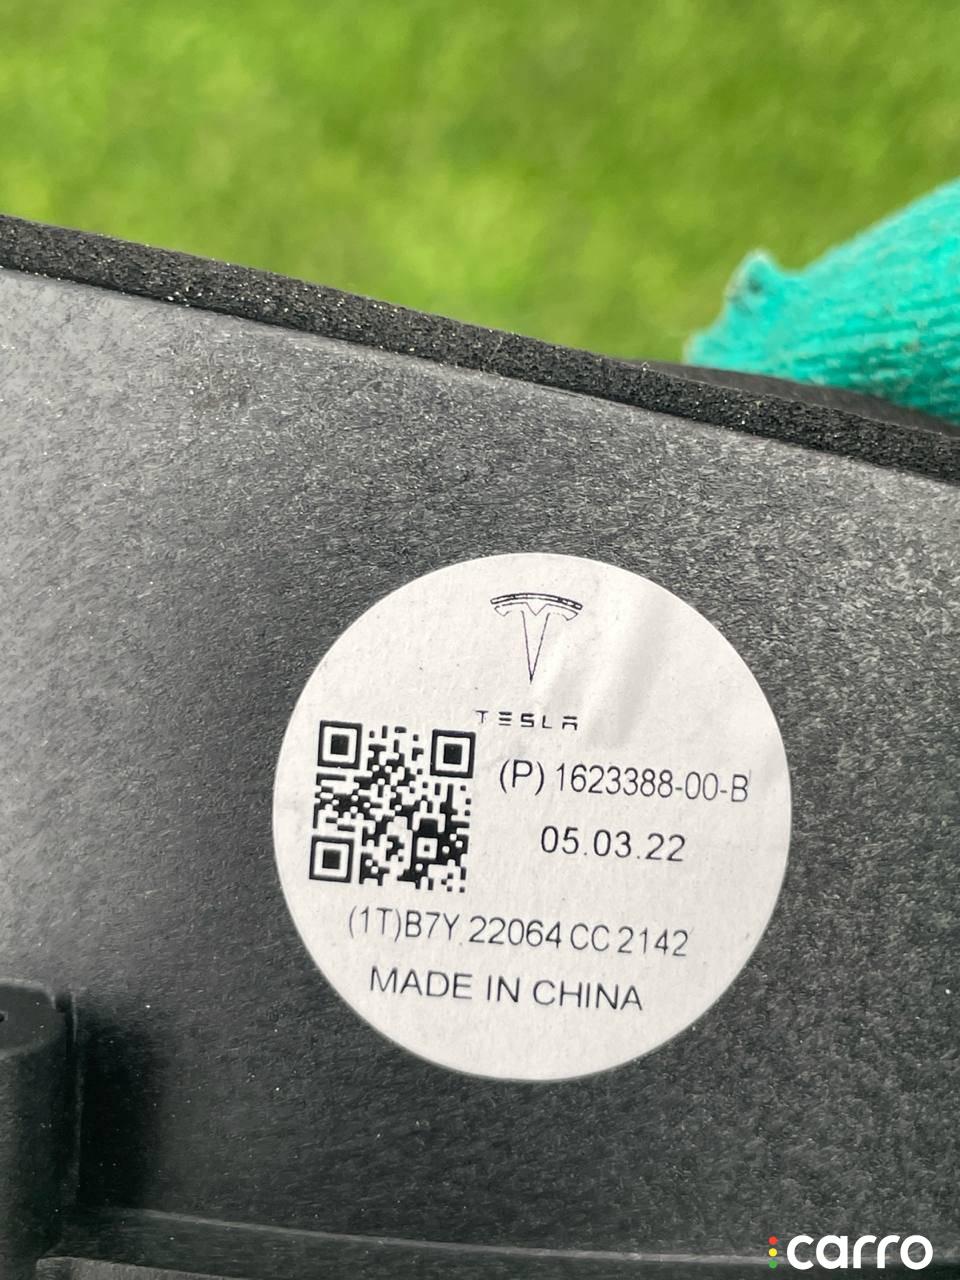 TESLA
(P) 1623388-00-B
05.03.22
(1T)B7Y 22064 CC 2142
MADE IN CHINA
carro